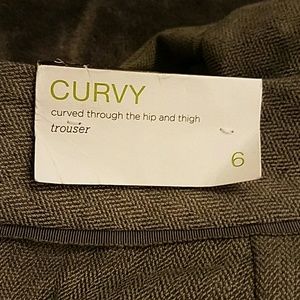 CURVY
curved through the hip and thigh
trouser
6